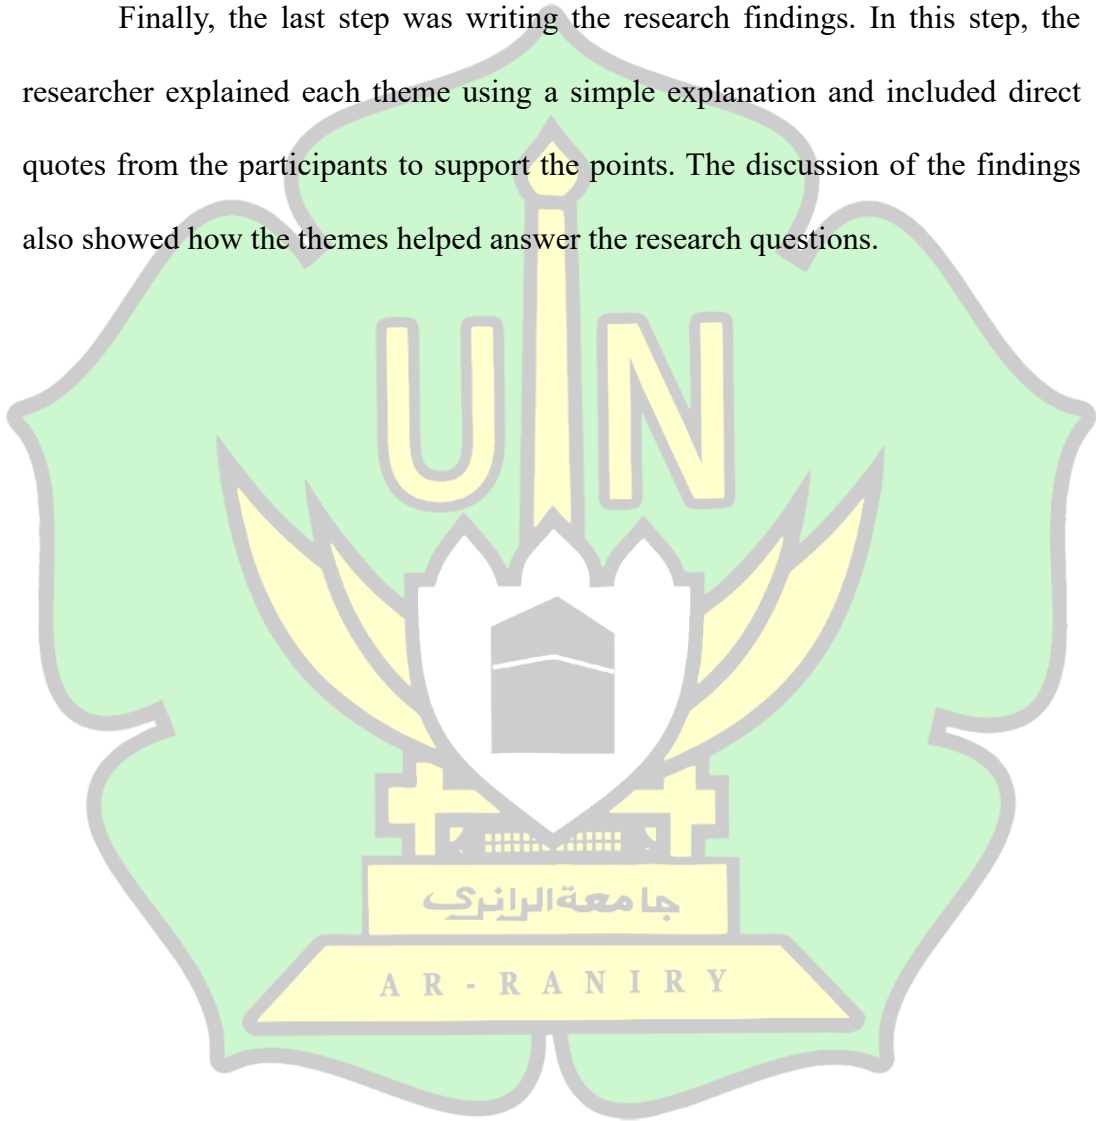 Finally, the last step was writing the research findings. In this step, the
researcher explained each theme using a simple explanation and included direct
quotes from the participants to support the points. The discussion of the findings
also showed how the themes helped answer the research questions.
UIN
جامعة الرانري
AR-RANIRY